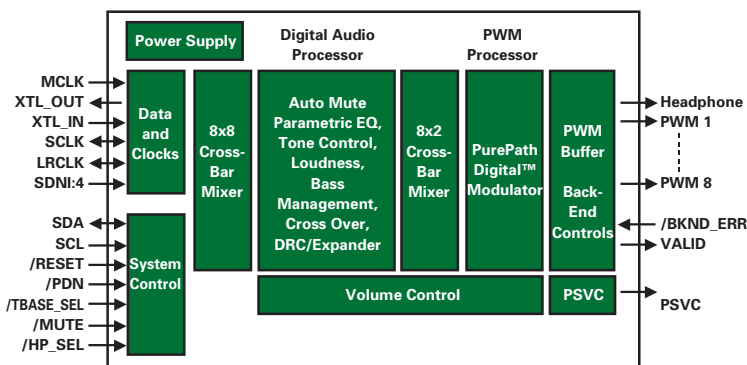 Power Supply
Digital Audio
Processor
PWM
Processor
MCLK
XTL_OUT
XTL_IN
SCLK
LRCLK
SDNI:4
Data
and
Clocks
8x8
Cross-
Bar
Mixer
Auto Mute
Parametric EQ,
Tone Control,
Loudness,
Bass
Management,
Cross Over,
DRC/Expander
8x2
Cross-
Bar
Mixer
PurePath
Digital™
Modulator
PWM
Buffer
Back-
End
Controls
Headphone
PWM 1
PWM 8
/BKND_ERR
VALID
SDA
SCL
/RESET
/PDN
/TBASE_SEL
/MUTE
/HP_SEL
System
Control
Volume Control
PSVC
PSVC